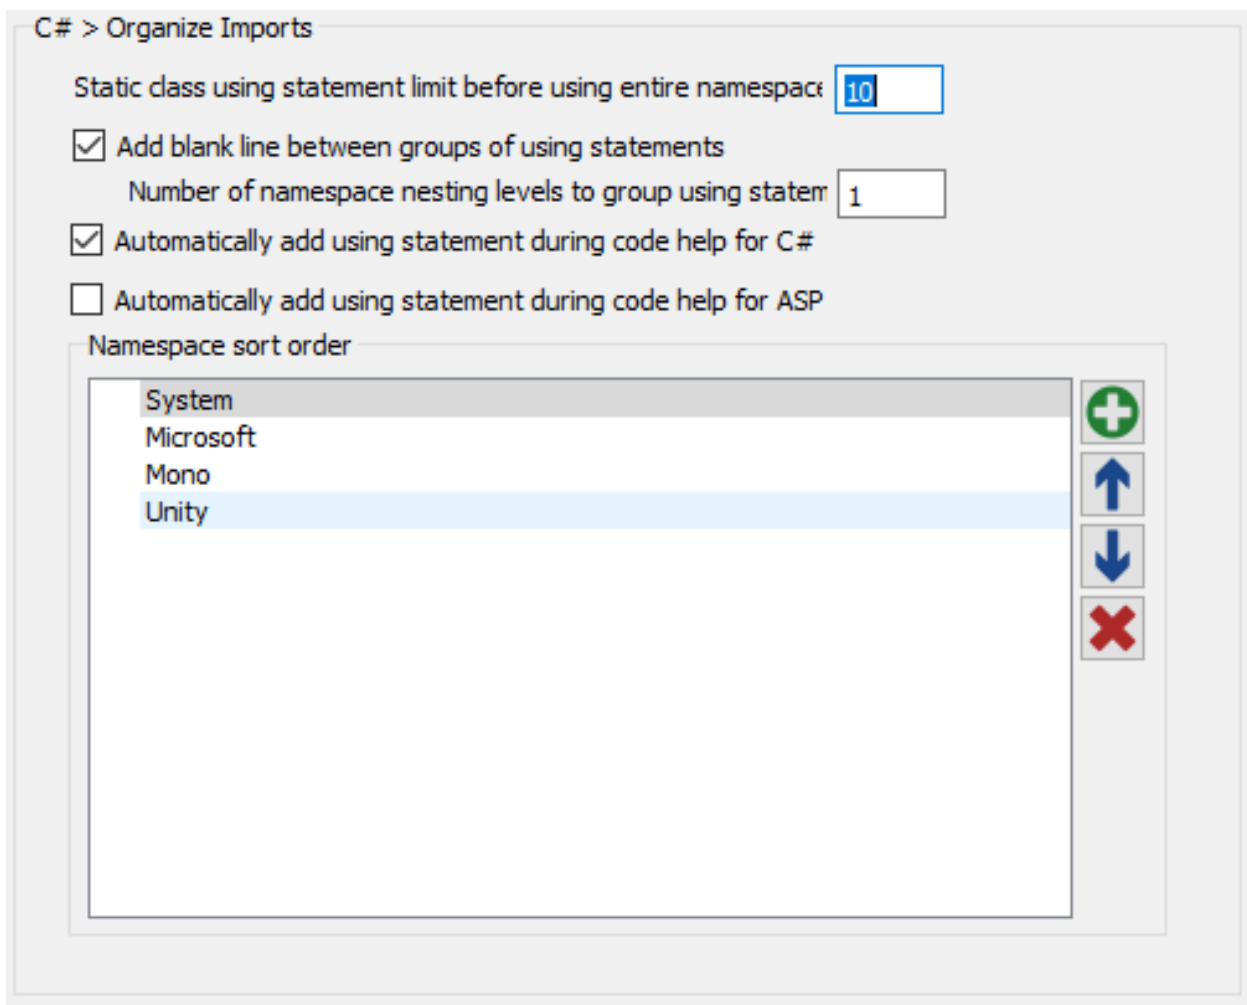 C# > Organize Imports
Static class using statement limit before using entire namespace 10
Add blank line between groups of using statements
Number of namespace nesting levels to group using statem 1
Automatically add using statement during code help for C#
Automatically add using statement during code help for ASP
Namespace sort order
System
Microsoft
Mono
Unity